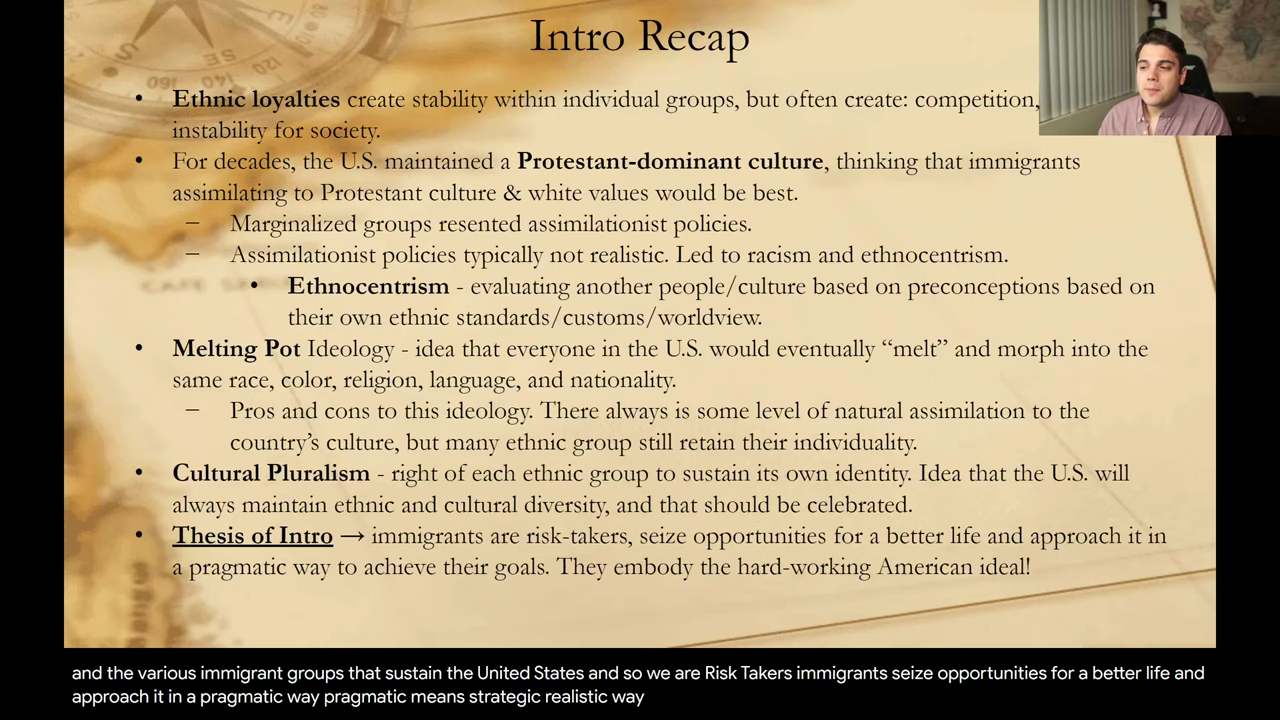 Intro Recap
• Ethnic loyalties create stability within individual groups, but often create: competition,
instability for society.
• For decades, the U.S. maintained a Protestant-dominant culture, thinking that immigrants
assimilating to Protestant culture & white values would be best.
– Marginalized groups resented assimilationist policies.
– Assimilationist policies typically not realistic. Led to racism and ethnocentrism.
• Ethnocentrism - evaluating another people/culture based on preconceptions based on
their own ethnic standards/customs/worldview.
• Melting Pot Ideology - idea that everyone in the U.S. would eventually “melt” and morph into the
same race, color, religion, language, and nationality.
– Pros and cons to this ideology. There always is some level of natural assimilation to the
country’s culture, but many ethnic group still retain their individuality.
• Cultural Pluralism - right of each ethnic group to sustain its own identity. Idea that the U.S. will
always maintain ethnic and cultural diversity, and that should be celebrated.
• Thesis of Intro → immigrants are risk-takers, seize opportunities for a better life and approach it in
a pragmatic way to achieve their goals. They embody the hard-working American ideal!
and the various immigrant groups that sustain the United States and so we are Risk Takers immigrants seize opportunities for a better life and
approach it in a pragmatic way pragmatic means strategic realistic way